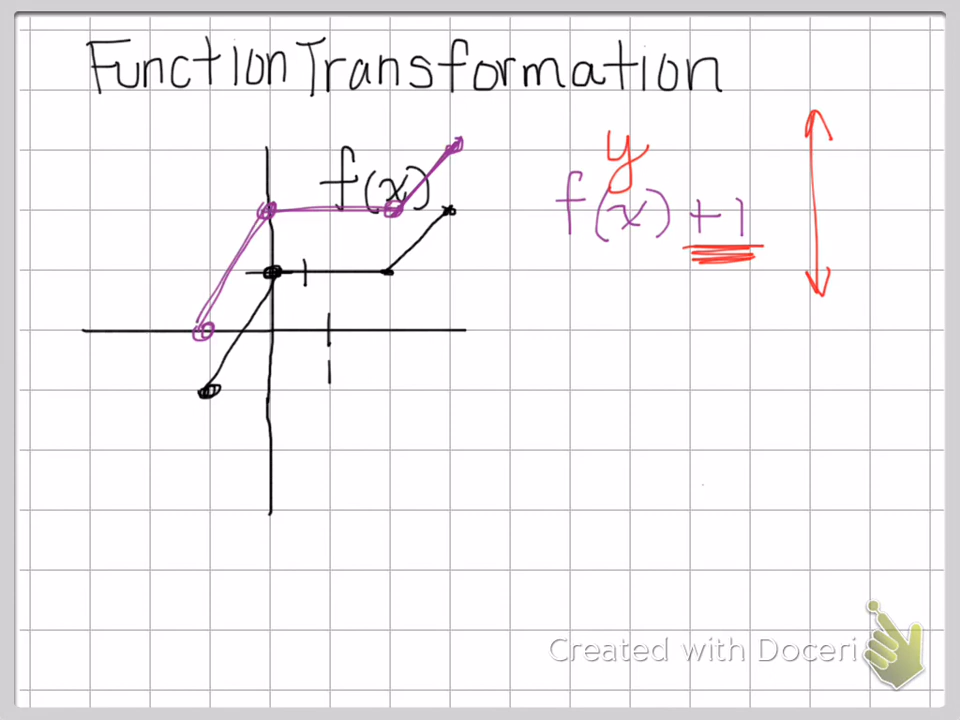 Function Transformation
y
f(x)
f(x) +1
1
1
Created with Doceri